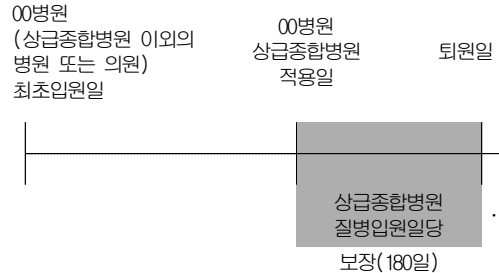 00병원
(상급종합병원 이외의
병원 또는 의원)
최초입원일
00병원
상급종합병원
적용일
퇴원일
상급종합병원
질병입원일당
보장(180일)